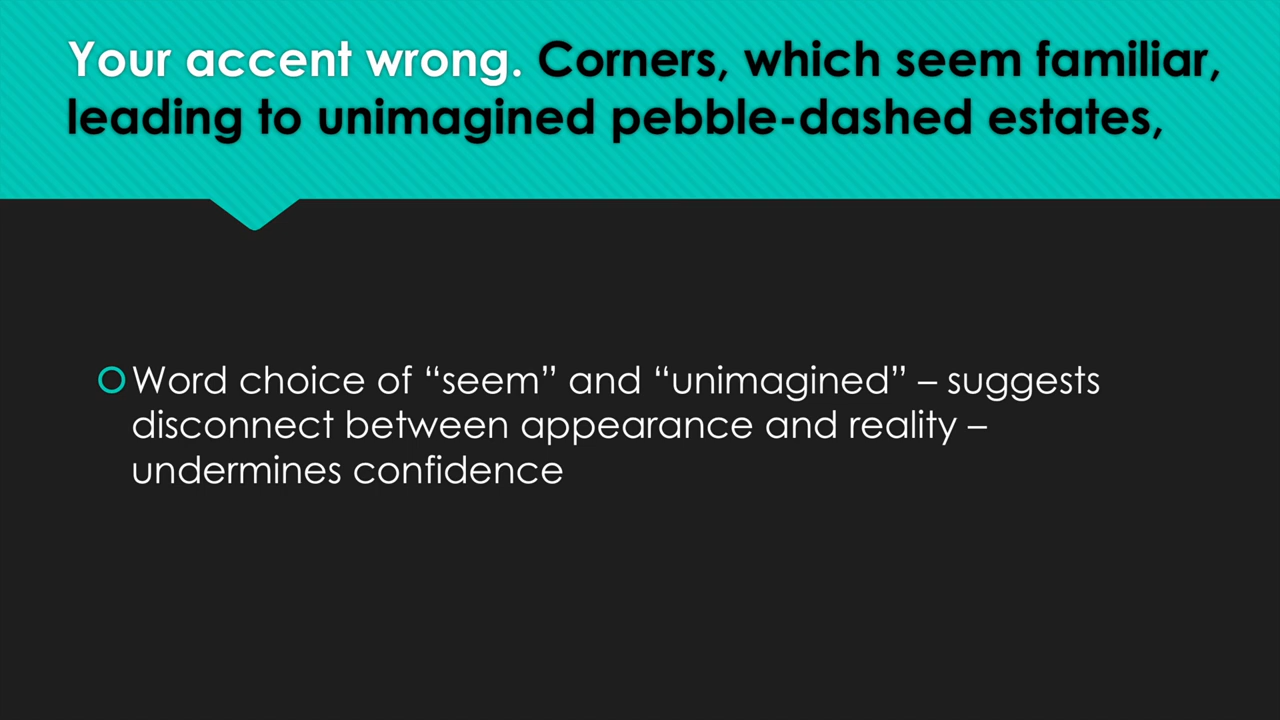 Your accent wrong. Corners, which seem familiar,
leading to unimagined pebble-dashed estates,
Word choice of “seem” and “unimagined” – suggests
disconnect between appearance and reality –
undermines confidence